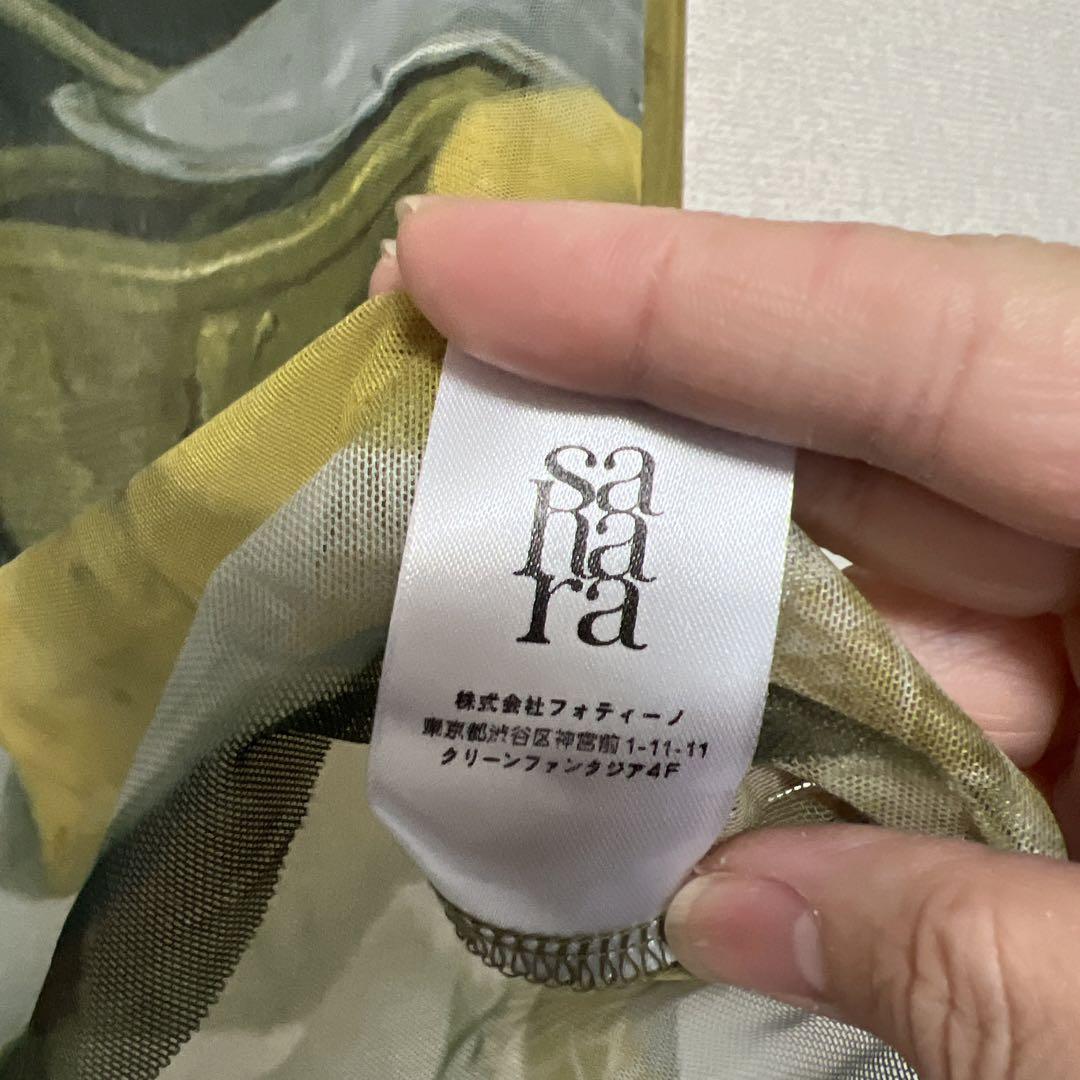 sa
ha
ra
株式会社フォティーノ
東京都渋谷区神宮前1-11-11
グリーンファンタジア4F